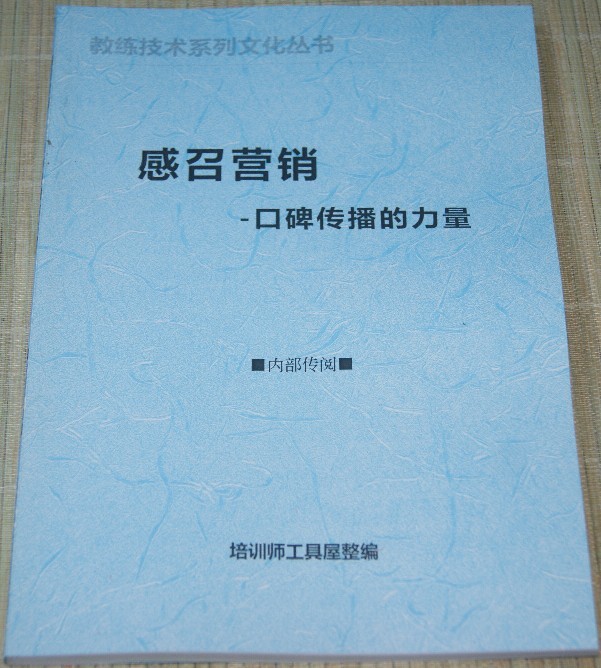 教练技术系列文化丛书
感召营销
-口碑传播的力量
■内部传阅■
培训师工具屋整编